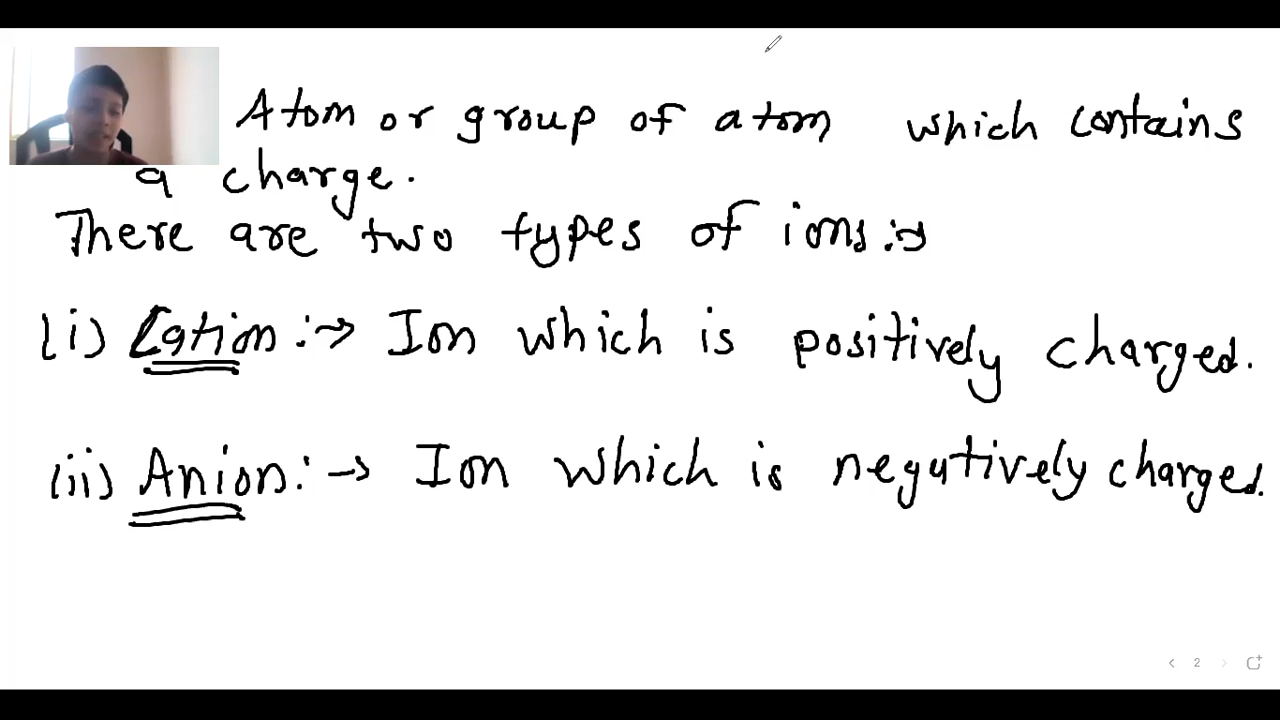 Atom or group of atom which contains
a charge.
There are two types of ions :→
(i) Cation :→ Ion which is positively charged.
(ii) Anion :→ Ion which is negatively charged.
2